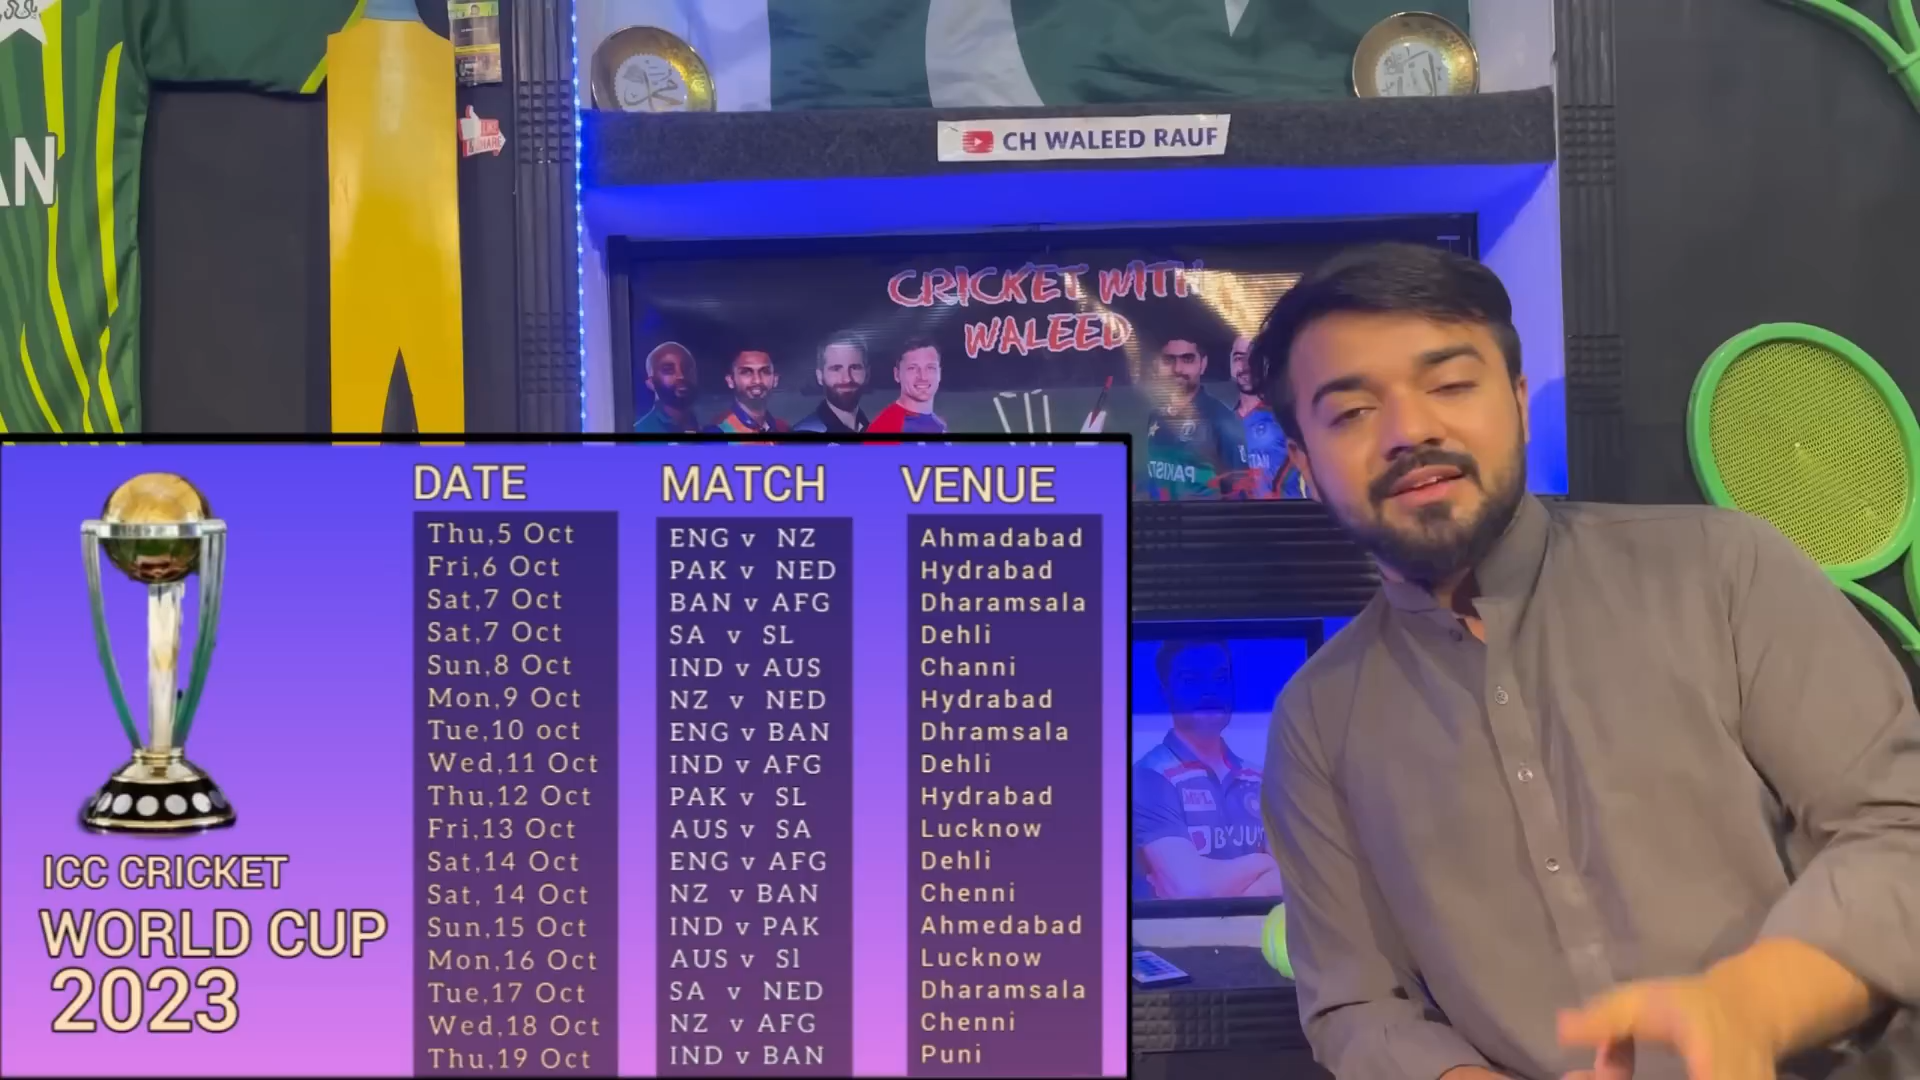 AN
SHARE
CH WALEED RAUF
CRICKET WITH
WALEED
PAKIST
PAKIST
MPL
BYJU
DATE MATCH VENUE
Thu,5 Oct ENG v NZ Ahmadabad
Fri,6 Oct PAK v NED Hydrabad
Sat,7 Oct BAN v AFG Dharamsala
Sat,7 Oct SA v SL Dehli
Sun,8 Oct IND v AUS Channi
Mon,9 Oct NZ v NED Hydrabad
Tue,10 oct ENG v BAN Dhramsala
Wed,11 Oct IND v AFG Dehli
Thu,12 Oct PAK v SL Hydrabad
Fri,13 Oct AUS v SA Lucknow
Sat,14 Oct ENG v AFG Dehli
Sat, 14 Oct NZ v BAN Chenni
Sun,15 Oct IND v PAK Ahmedabad
Mon,16 Oct AUS v Sl Lucknow
Tue,17 Oct SA v NED Dharamsala
Wed,18 Oct NZ v AFG Chenni
Thu,19 Oct IND v BAN Puni
ICC CRICKET
WORLD CUP
2023